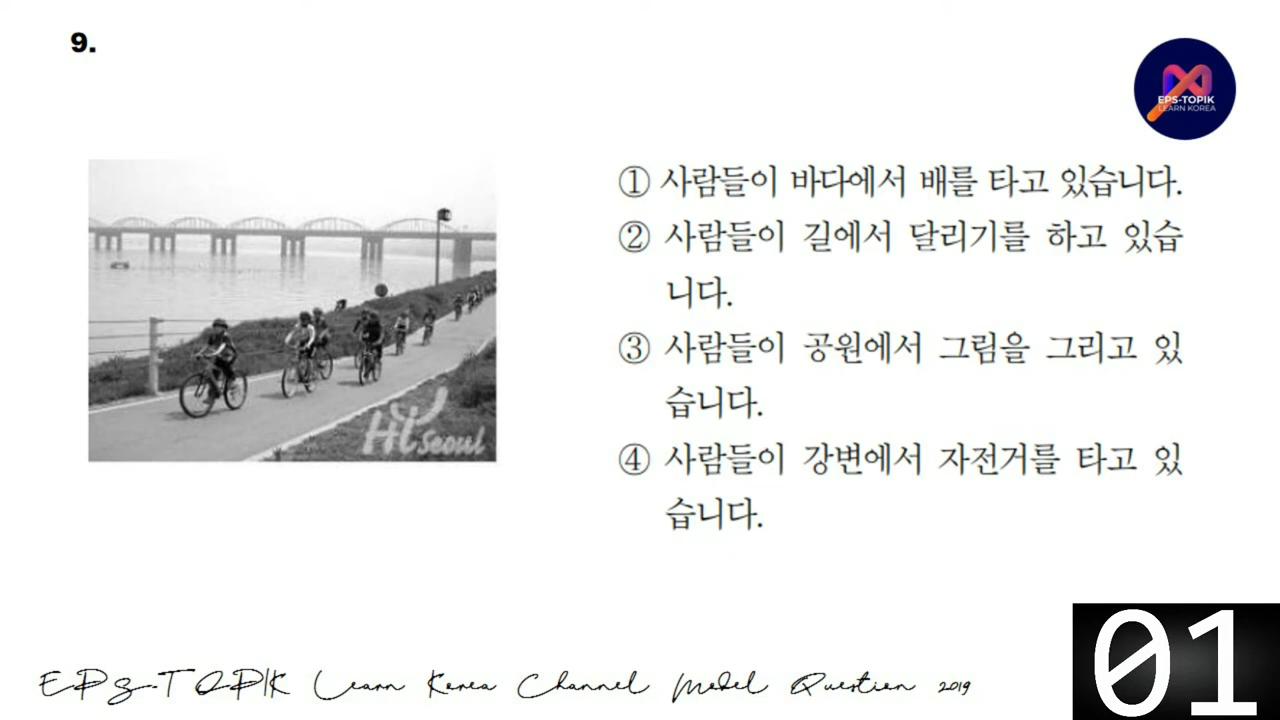 9.
EPS-TOPIK
LEARN KOREA
① 사람들이 바다에서 배를 타고 있습니다.
② 사람들이 길에서 달리기를 하고 있습
니다.
③ 사람들이 공원에서 그림을 그리고 있
습니다.
④ 사람들이 강변에서 자전거를 타고 있
습니다.
Hi Seoul
EPS-TOPIK Learn Korea Channel Model Question 2019
01